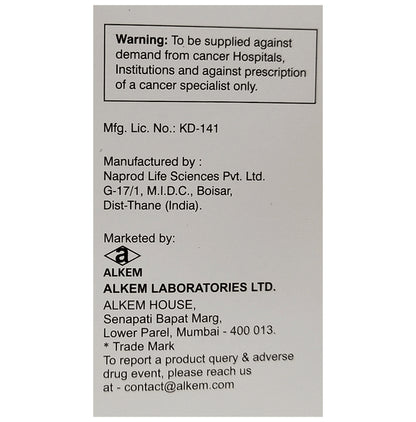 Warning: To be supplied against
demand from cancer Hospitals,
Institutions and against prescription
of a cancer specialist only.
Mfg. Lic. No.: KD-141
Manufactured by :
Naprod Life Sciences Pvt. Ltd.
G-17/1, M.I.D.C., Boisar,
Dist-Thane (India).
Marketed by:
a
ALKEM
ALKEM LABORATORIES LTD.
ALKEM HOUSE,
Senapati Bapat Marg,
Lower Parel, Mumbai - 400 013.
* Trade Mark
To report a product query & adverse
drug event, please reach us
at - contact@alkem.com